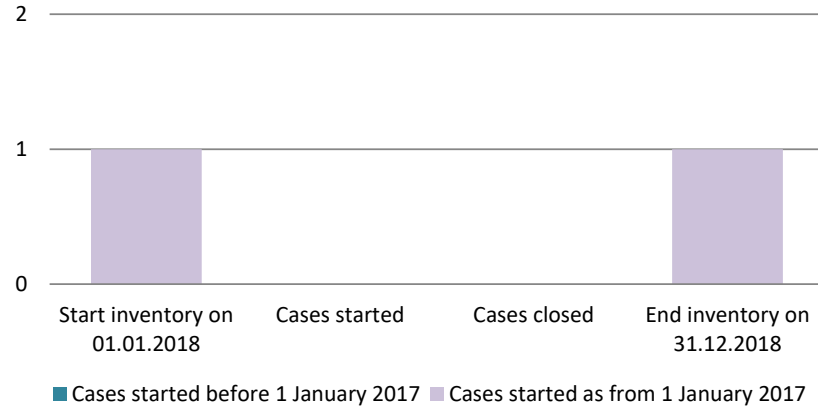 2
1
0
Start inventory on
01.01.2018
Cases started
Cases closed
End inventory on
31.12.2018
Cases started before 1 January 2017
Cases started as from 1 January 2017